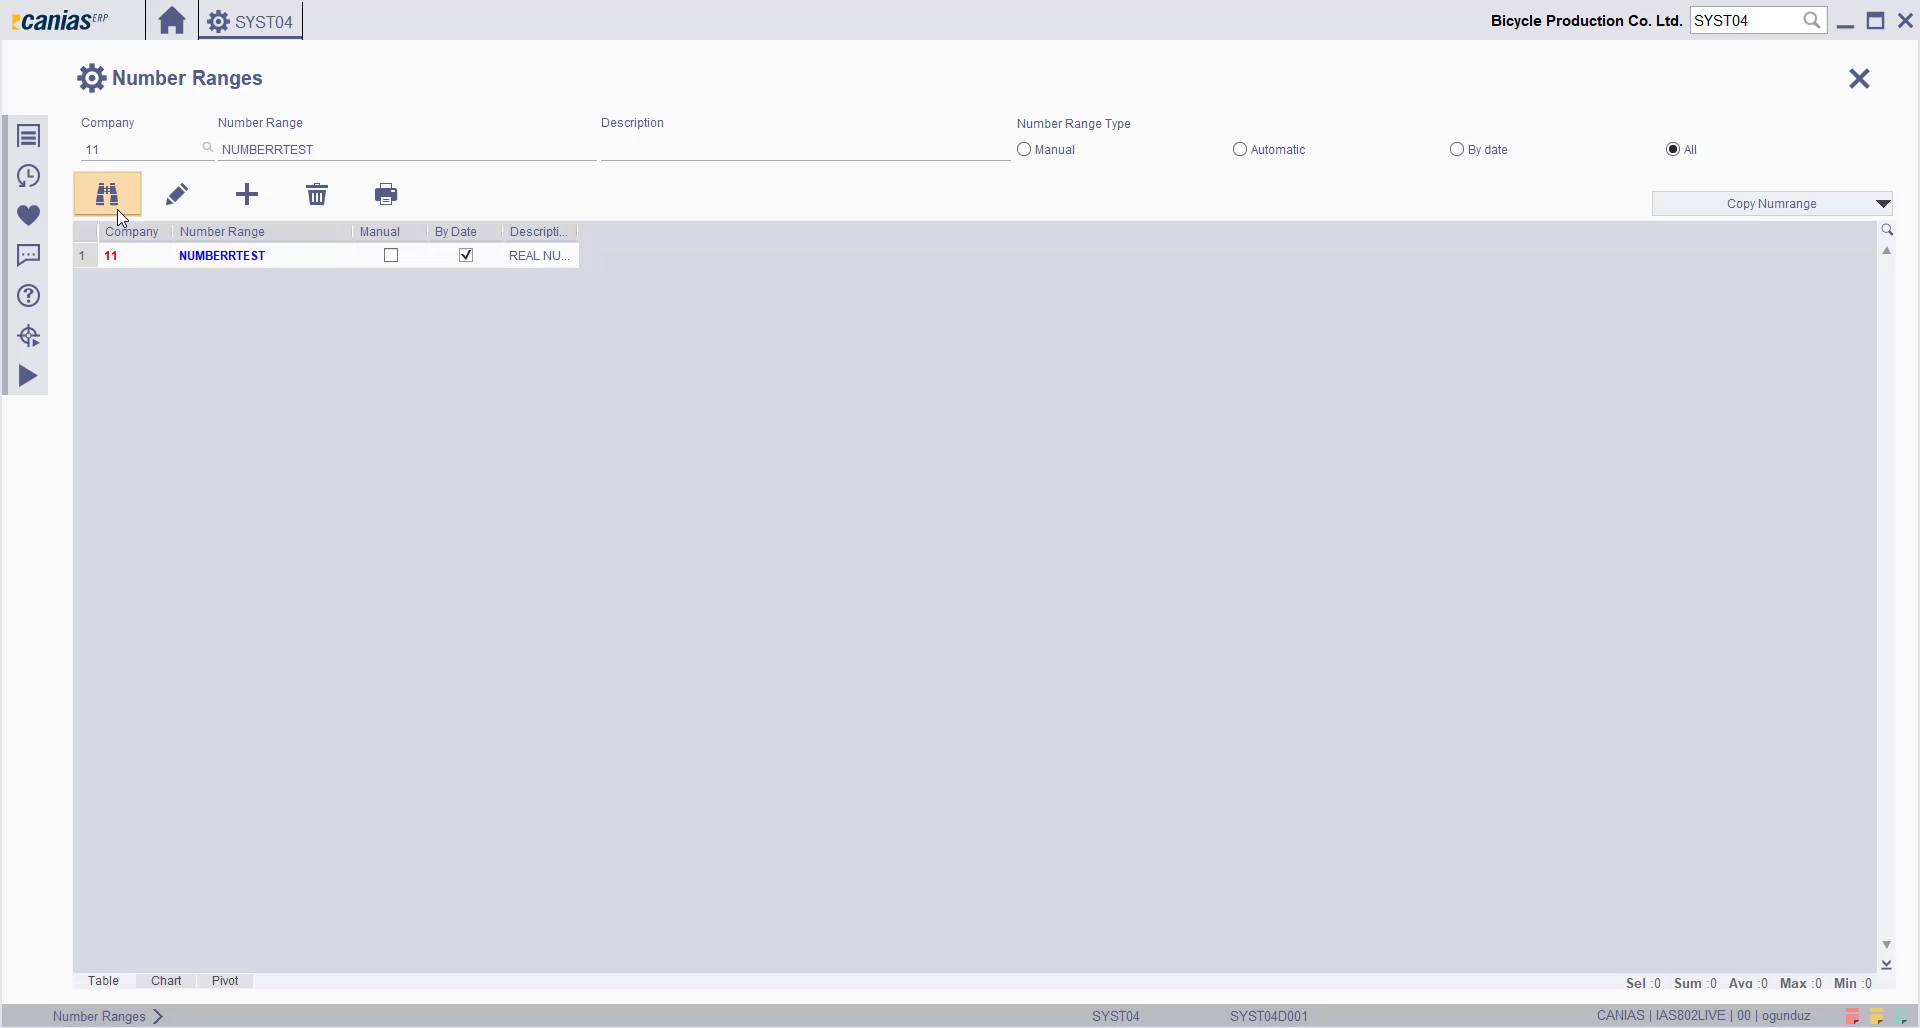 canias ERP
SYST04
Bicycle Production Co. Ltd.
SYST04
Number Ranges
Company
Number Range
Description
Number Range Type
11
NUMBERRTEST
Manual
Automatic
By date
All
Copy Numrange
Company
Number Range
Manual
By Date
Descripti...
1
11
NUMBERRTEST
REAL NU...
Table
Chart
Pivot
Sel :0
Sum :0
Avg :0
Max :0
Min :0
Number Ranges
SYST04
SYST04D001
CANIAS | IAS802LIVE | 00 | ogunduz